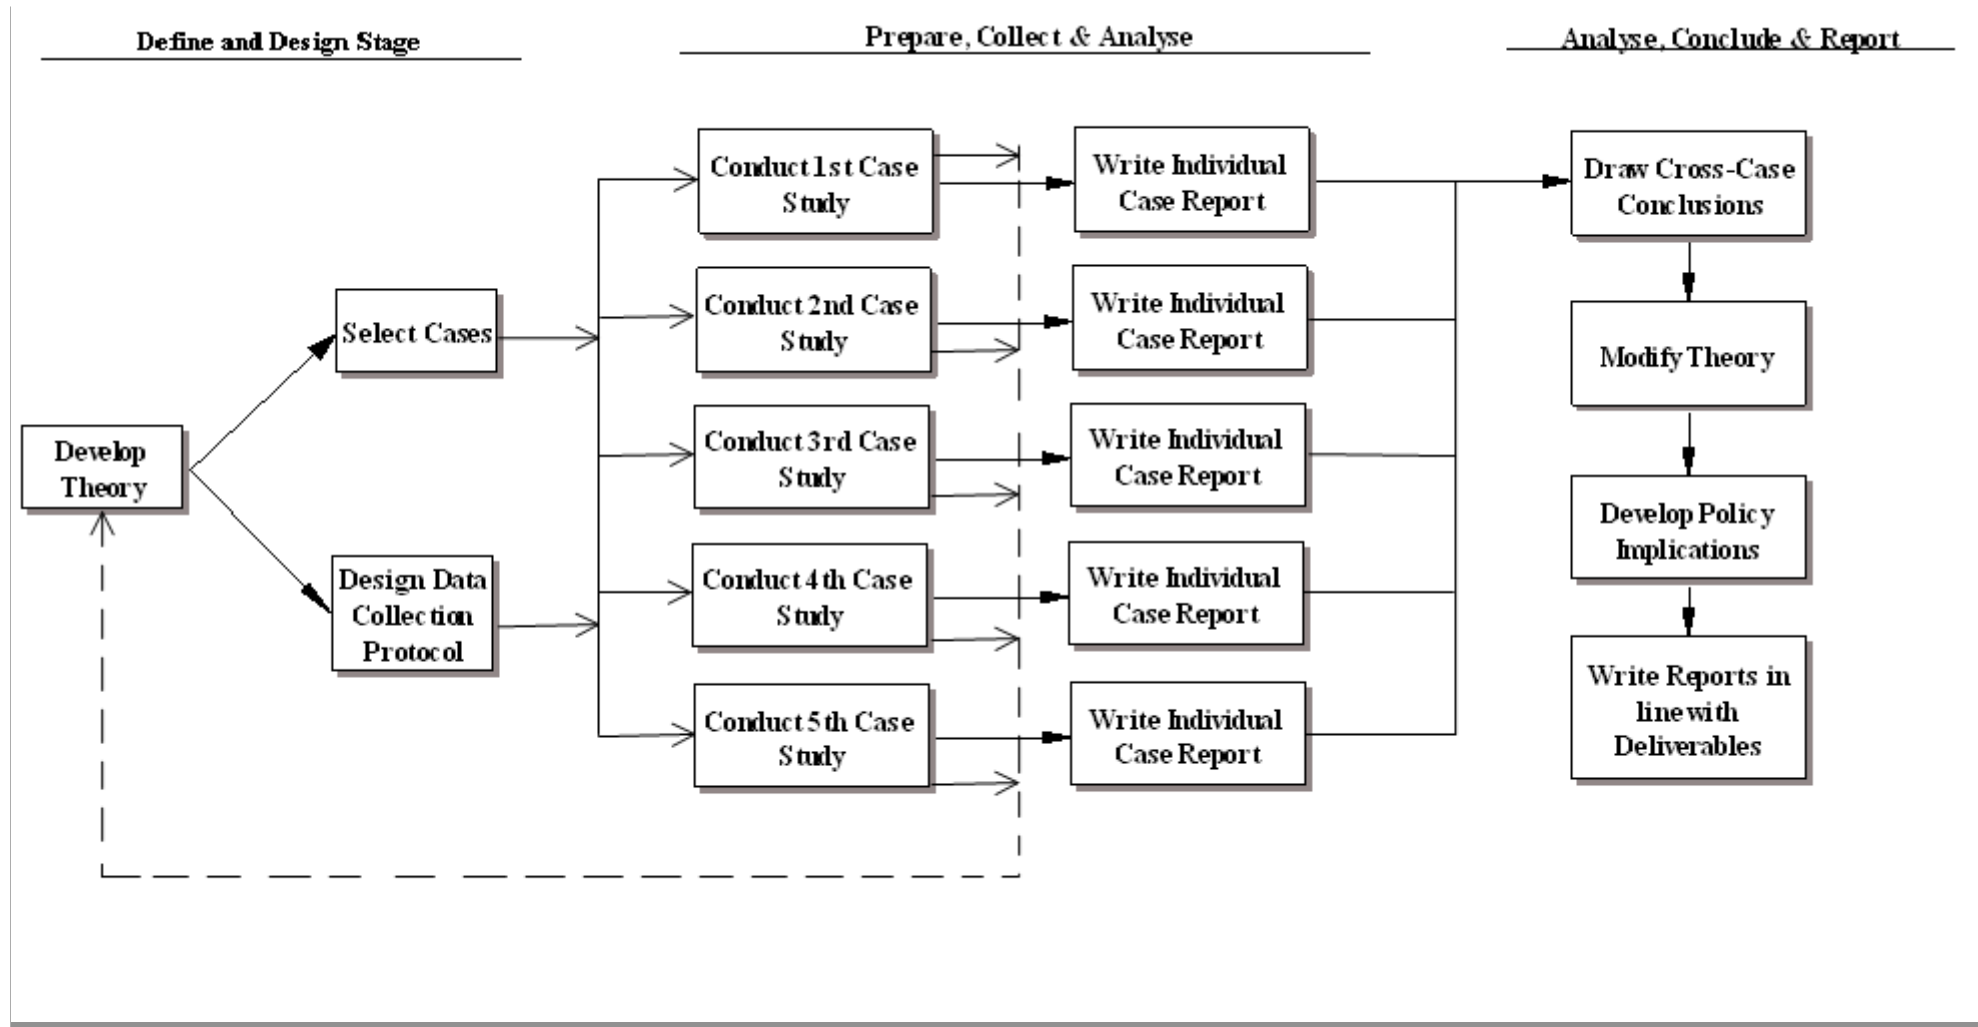 Define and Design Stage
Prepare, Collect & Analyse
Analyse, Conclude & Report
Develop
Theory
Select Cases
Design Data
Collection
Protocol
Conduct 1st Case
Study
Conduct 2nd Case
Study
Conduct 3rd Case
Study
Conduct 4th Case
Study
Conduct 5th Case
Study
Write Individual
Case Report
Write Individual
Case Report
Write Individual
Case Report
Write Individual
Case Report
Write Individual
Case Report
Draw Cross-Case
Conclusions
Modify Theory
Develop Policy
Implications
Write Reports in
line with
Deliverables